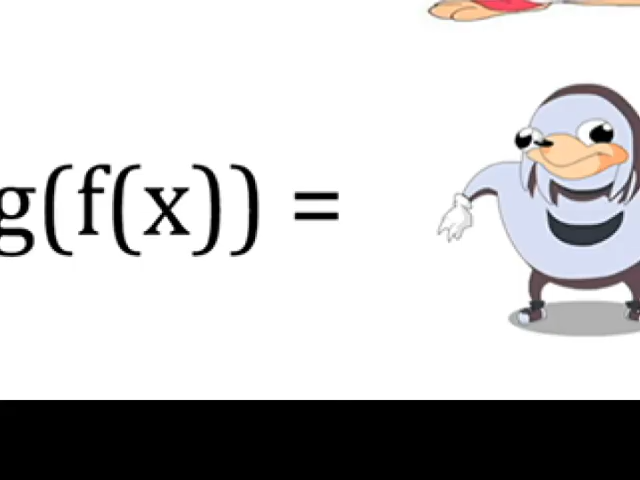 g(f(x)) =